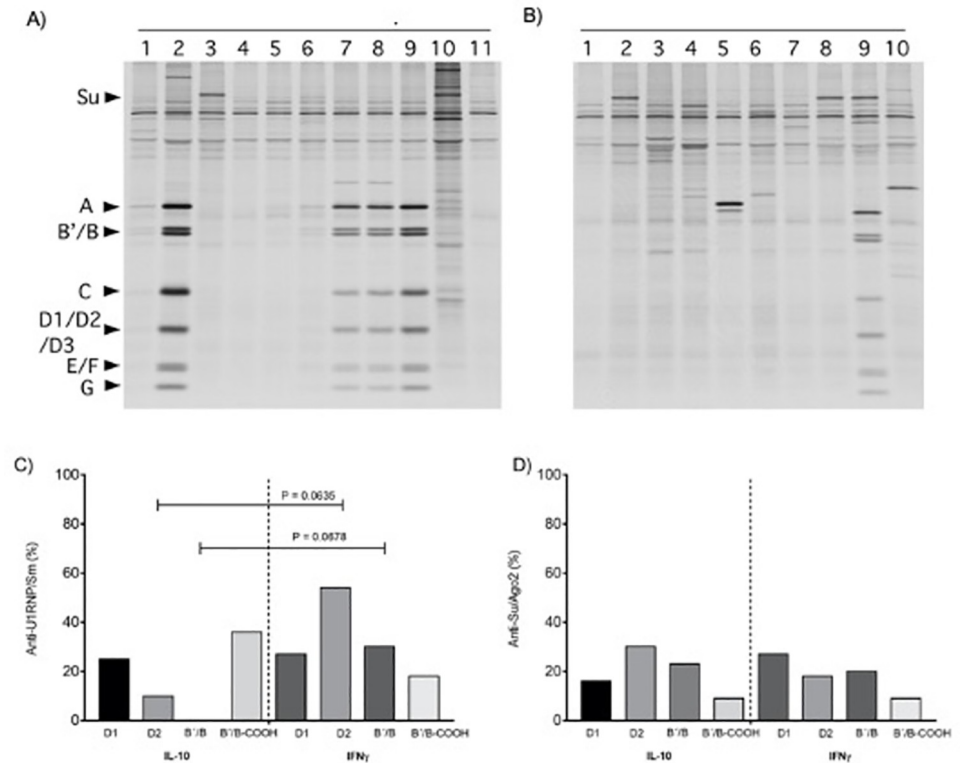 A)
1 2 3 4 5 6 7 8 9 10 11
Su
A
B'/B
C
D1/D2
/D3
E/F
G
B)
1 2 3 4 5 6 7 8 9 10
C)
100
80
60
40
20
0
Anti-U1RNP/Sm (%)
P = 0.0635
P = 0.0678
D1 D2 B'/B B'/B-COOH D1 D2 B'/B B'/B-COOH
IL-10 IFNγ
D)
100
80
60
40
20
0
Anti-Su/Ago2 (%)
D1 D2 B'/B B'/B-COOH D1 D2 B'/B B'/B-COOH
IL-10 IFNγ